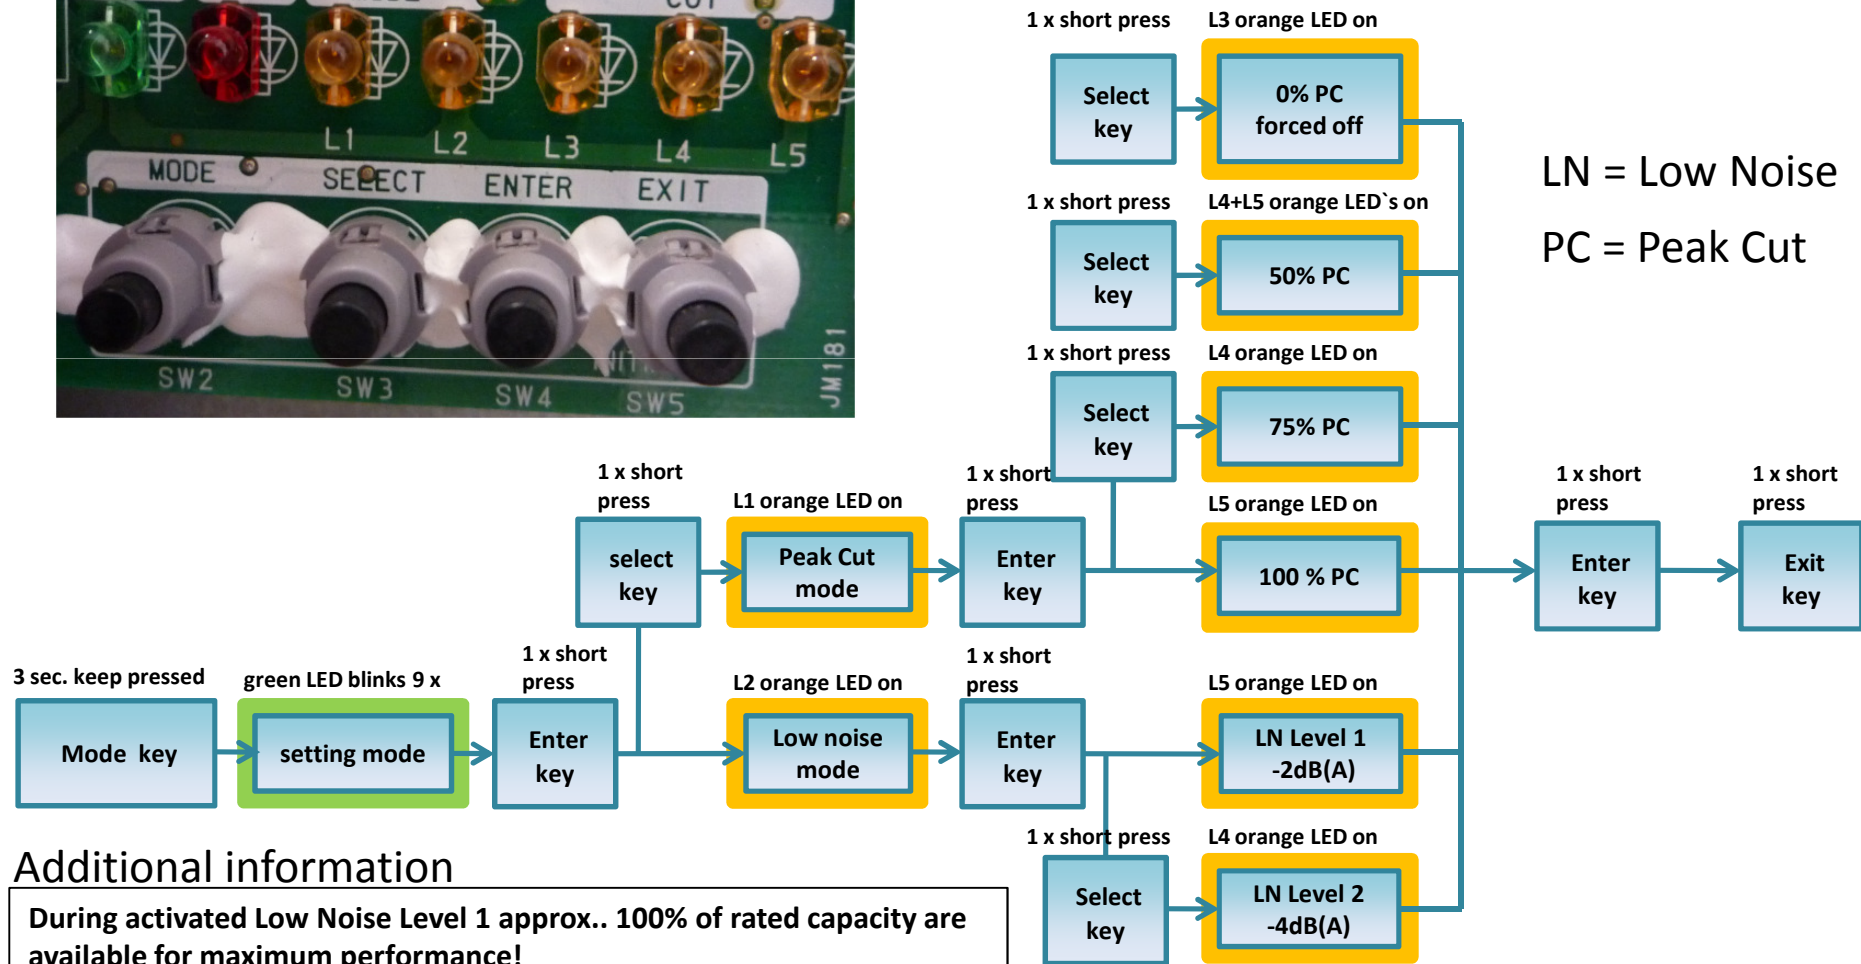 L1
L2
L3
L4
L5
MODE
SELECT
ENTER
EXIT
SW2
SW3
SW4
SW5
JM181
1 x short press
L3 orange LED on
Select
key
0% PC
forced off
LN = Low Noise
PC = Peak Cut
1 x short press
L4+L5 orange LED`s on
Select
key
50% PC
1 x short press
L4 orange LED on
Select
key
75% PC
1 x short
press
L1 orange LED on
1 x short
press
L5 orange LED on
1 x short
press
1 x short
press
select
key
Peak Cut
mode
Enter
key
100 % PC
Enter
key
Exit
key
3 sec. keep pressed
green LED blinks 9 x
1 x short
press
L2 orange LED on
1 x short
press
L5 orange LED on
Mode key
setting mode
Enter
key
Low noise
mode
Enter
key
LN Level 1
-2dB(A)
1 x short press
L4 orange LED on
Select
key
LN Level 2
-4dB(A)
Additional information
During activated Low Noise Level 1 approx.. 100% of rated capacity are
available for maximum performance!